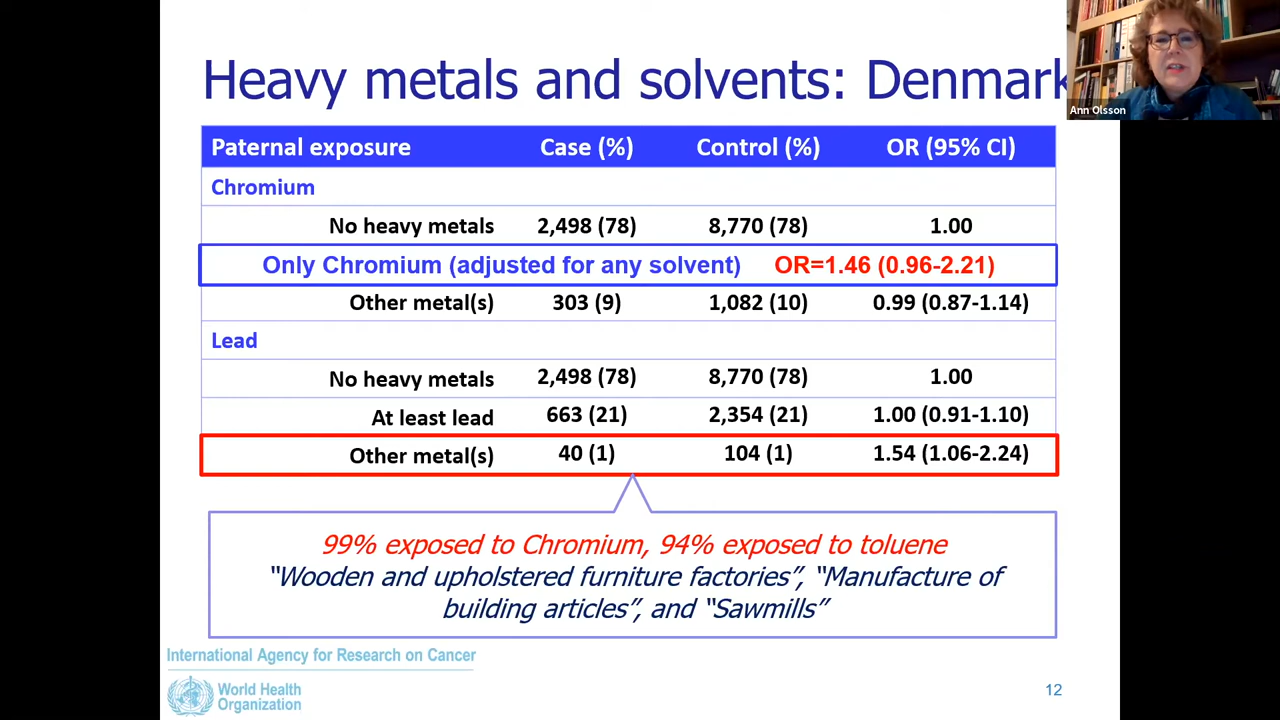 Heavy metals and solvents: Denmark
Ann Olsson
Paternal exposure Case (%) Control (%) OR (95% CI)
Chromium
No heavy metals 2,498 (78) 8,770 (78) 1.00
Only Chromium (adjusted for any solvent) OR=1.46 (0.96-2.21)
Other metal(s) 303 (9) 1,082 (10) 0.99 (0.87-1.14)
Lead
No heavy metals 2,498 (78) 8,770 (78) 1.00
At least lead 663 (21) 2,354 (21) 1.00 (0.91-1.10)
Other metal(s) 40 (1) 104 (1) 1.54 (1.06-2.24)
99% exposed to Chromium, 94% exposed to toluene
“Wooden and upholstered furniture factories”, “Manufacture of
building articles”, and “Sawmills”
International Agency for Research on Cancer
World Health
Organization
12